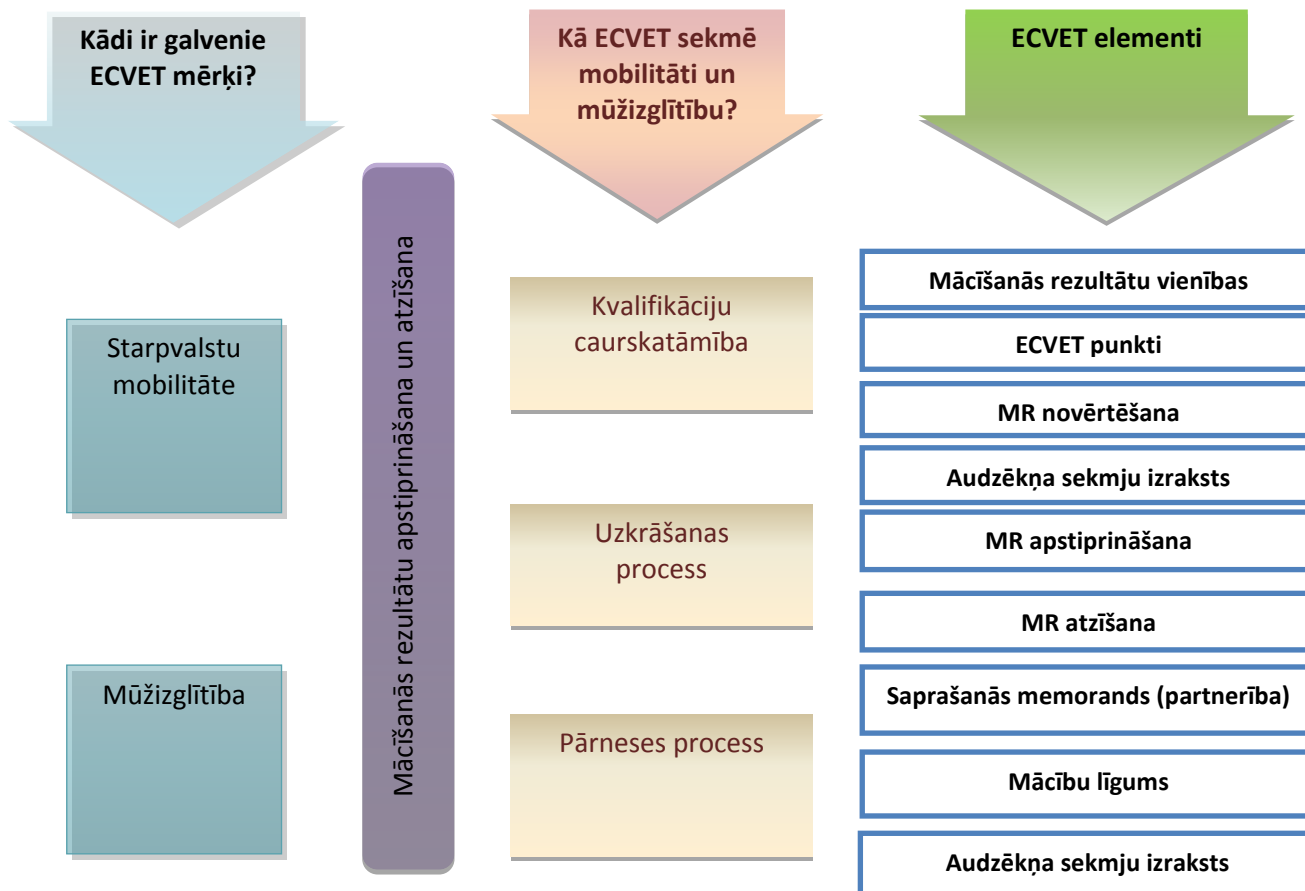 Kādi ir galvenie
ECVET mērķi?
Starpvalstu
mobilitāte
Mūžizglītība
Mācīšanās rezultātu apstiprināšana un atzīšana
Kā ECVET sekmē
mobilitāti un
mūžizglītību?
Kvalifikāciju
caurskatāmība
Uzkrāšanas
process
Pārneses process
ECVET elementi
Mācīšanās rezultātu vienības
ECVET punkti
MR novērtēšana
Audzēkņa sekmju izraksts
MR apstiprināšana
MR atzīšana
Saprašanās memorands (partnerība)
Mācību līgums
Audzēkņa sekmju izraksts